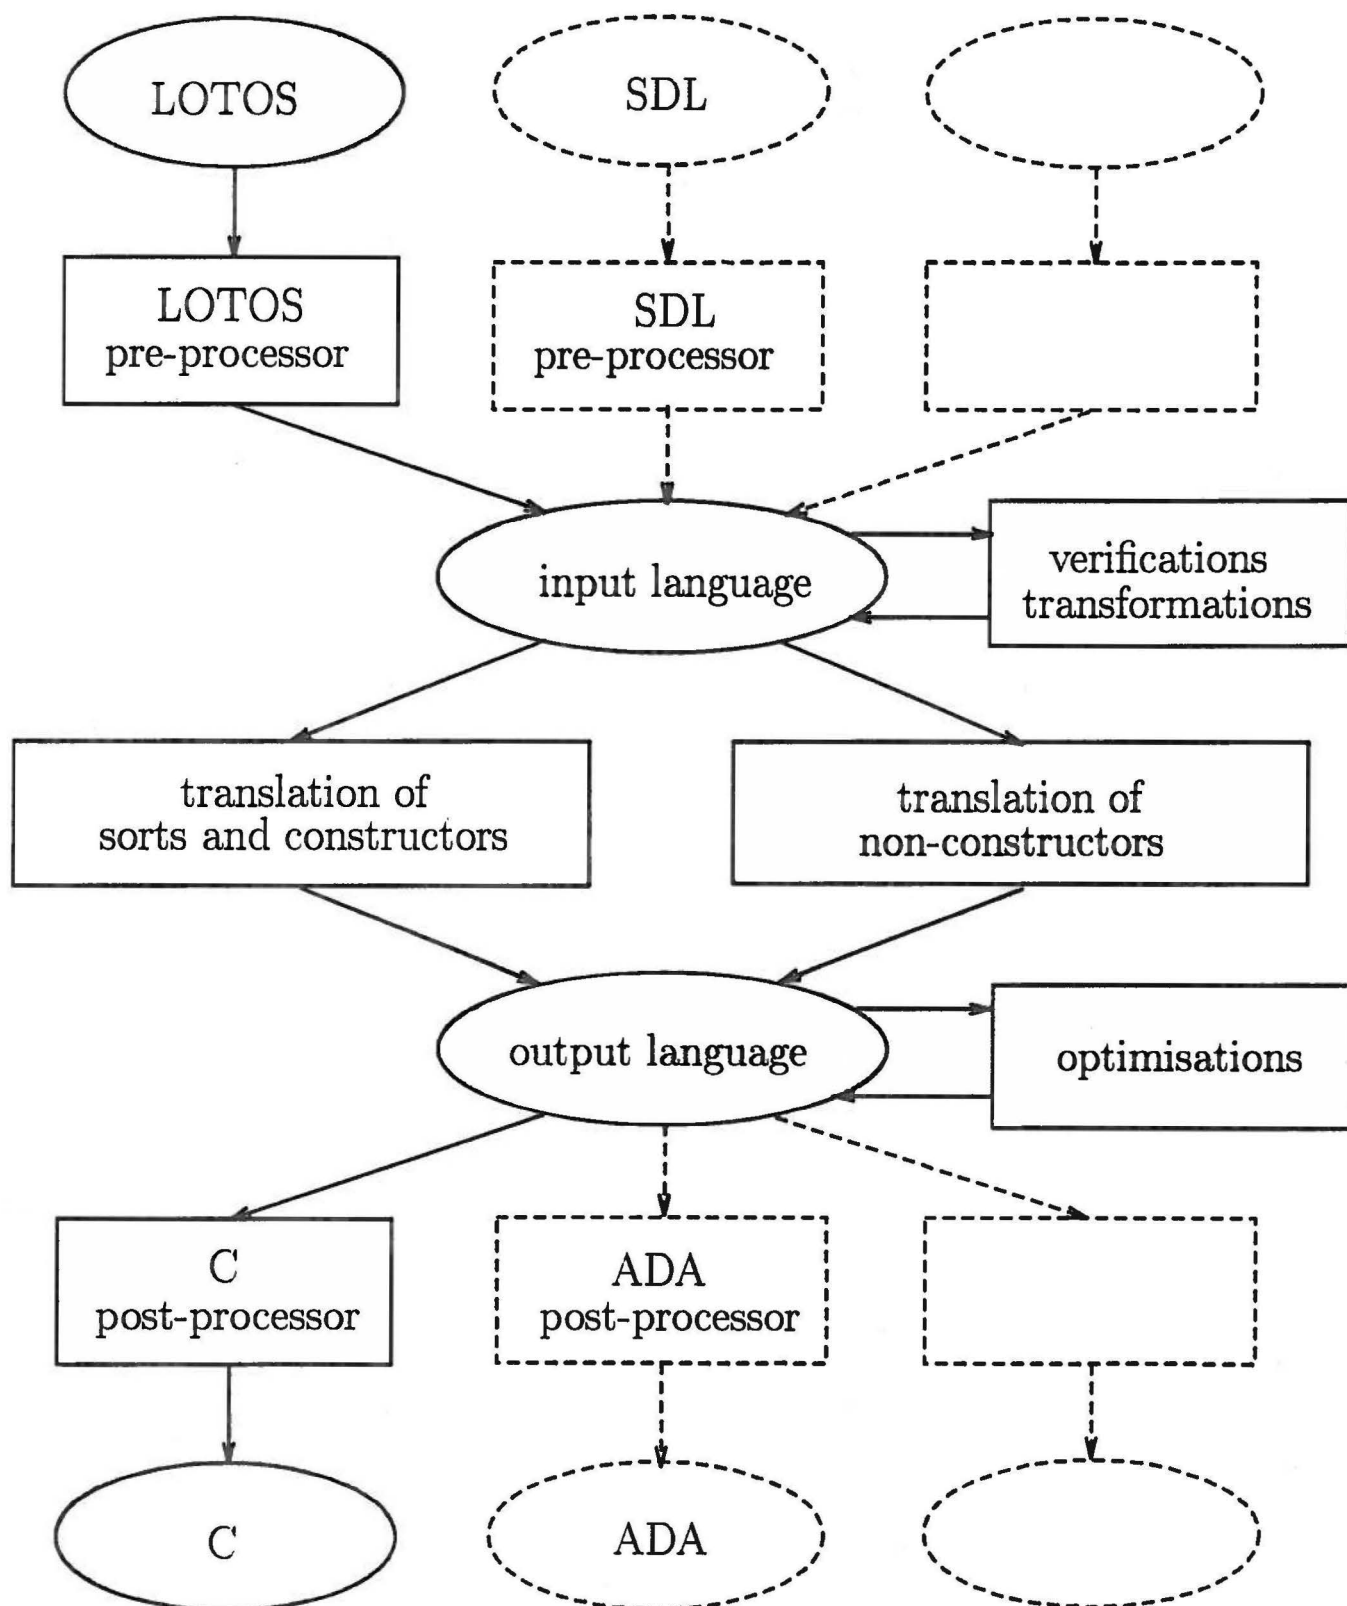 LOTOS
SDL
LOTOS
pre-processor
SDL
pre-processor
input language
verifications
transformations
translation of
sorts and constructors
translation of
non-constructors
output language
optimisations
C
post-processor
ADA
post-processor
C
ADA